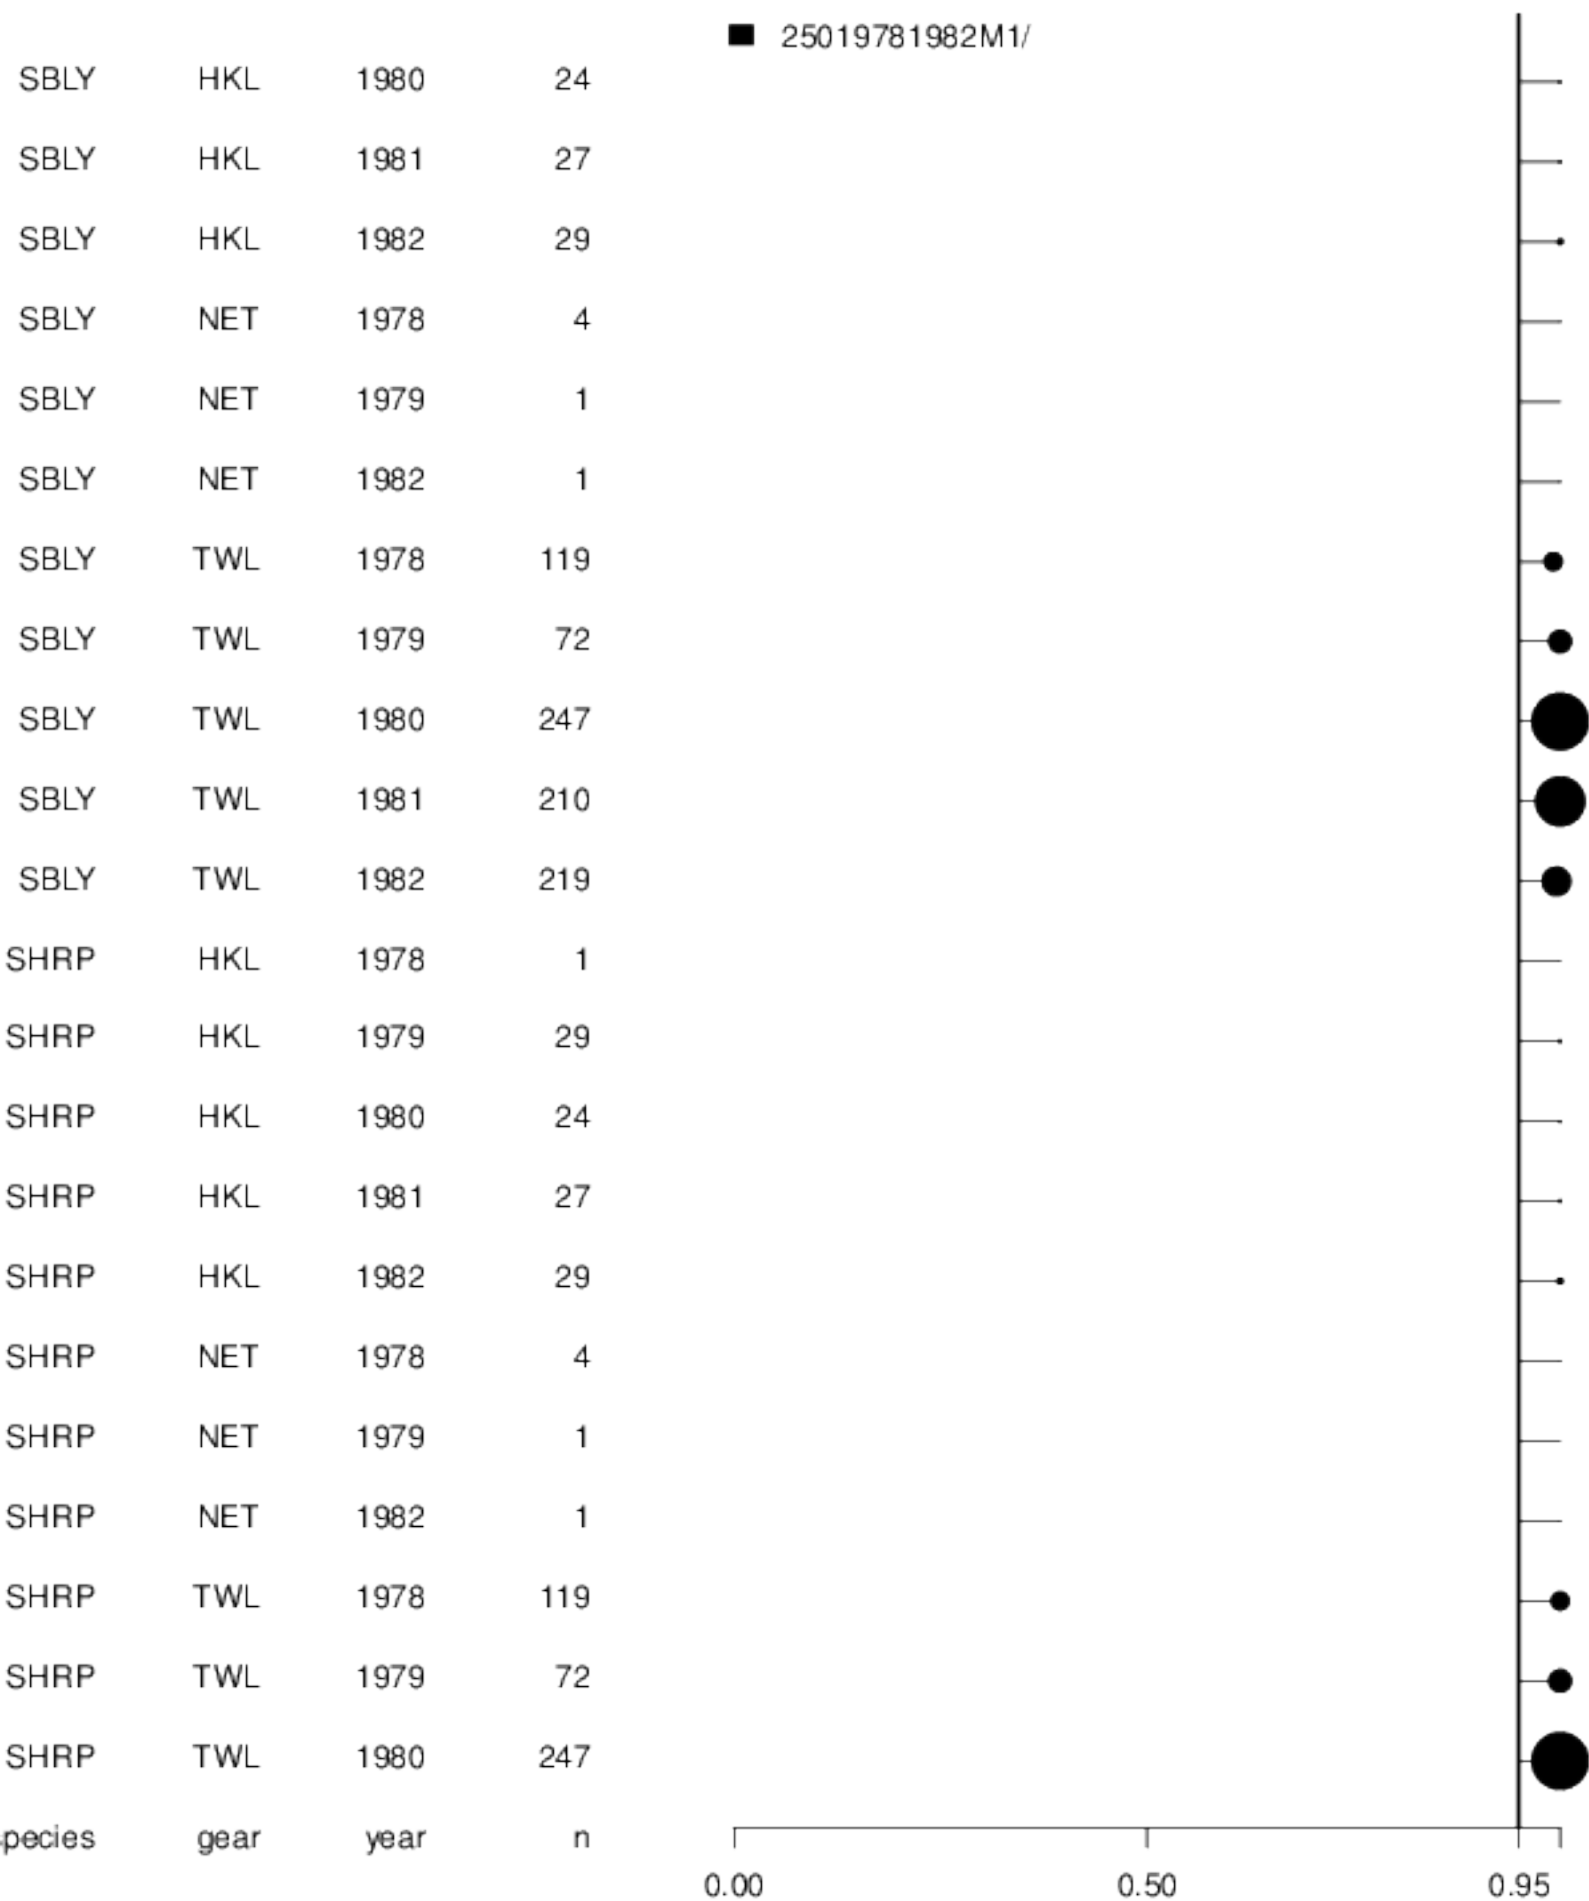 25019781982M1/
SBLY HKL 1980 24
SBLY HKL 1981 27
SBLY HKL 1982 29
SBLY NET 1978 4
SBLY NET 1979 1
SBLY NET 1982 1
SBLY TWL 1978 119
SBLY TWL 1979 72
SBLY TWL 1980 247
SBLY TWL 1981 210
SBLY TWL 1982 219
SHRP HKL 1978 1
SHRP HKL 1979 29
SHRP HKL 1980 24
SHRP HKL 1981 27
SHRP HKL 1982 29
SHRP NET 1978 4
SHRP NET 1979 1
SHRP NET 1982 1
SHRP TWL 1978 119
SHRP TWL 1979 72
SHRP TWL 1980 247
pecies gear year n
0.00 0.50 0.95